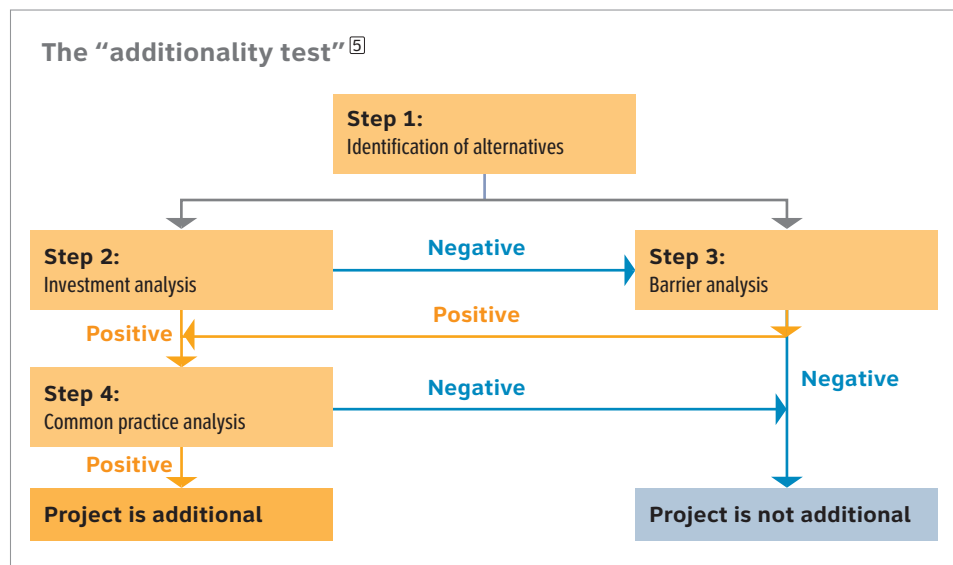 The “additionality test” 5
Step 1:
Identification of alternatives
Step 2:
Investment analysis
Negative
Step 3:
Barrier analysis
Positive
Positive
Step 4:
Common practice analysis
Negative
Negative
Positive
Project is additional
Project is not additional